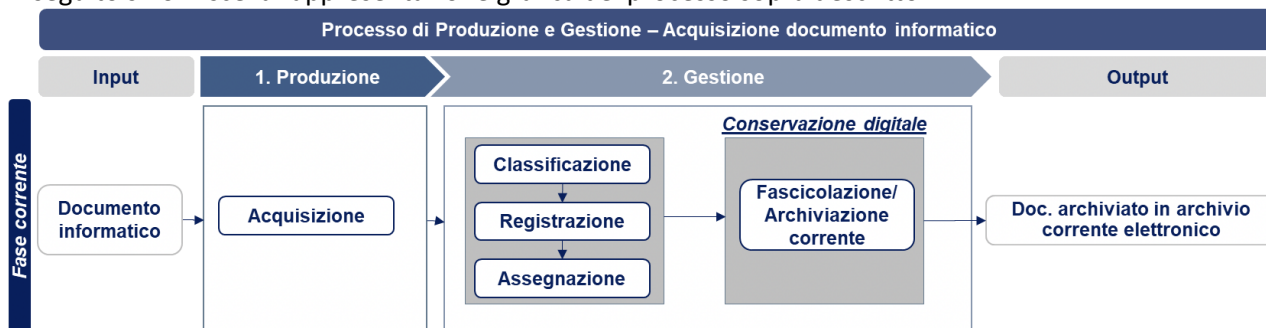 Processo di Produzione e Gestione – Acquisizione documento informatico
Input
1. Produzione
2. Gestione
Output
Fase corrente
Documento
informatico
Acquisizione
Classificazione
Registrazione
Assegnazione
Conservazione digitale
Fascicolazione/
Archiviazione
corrente
Doc. archiviato in archivio
corrente elettronico